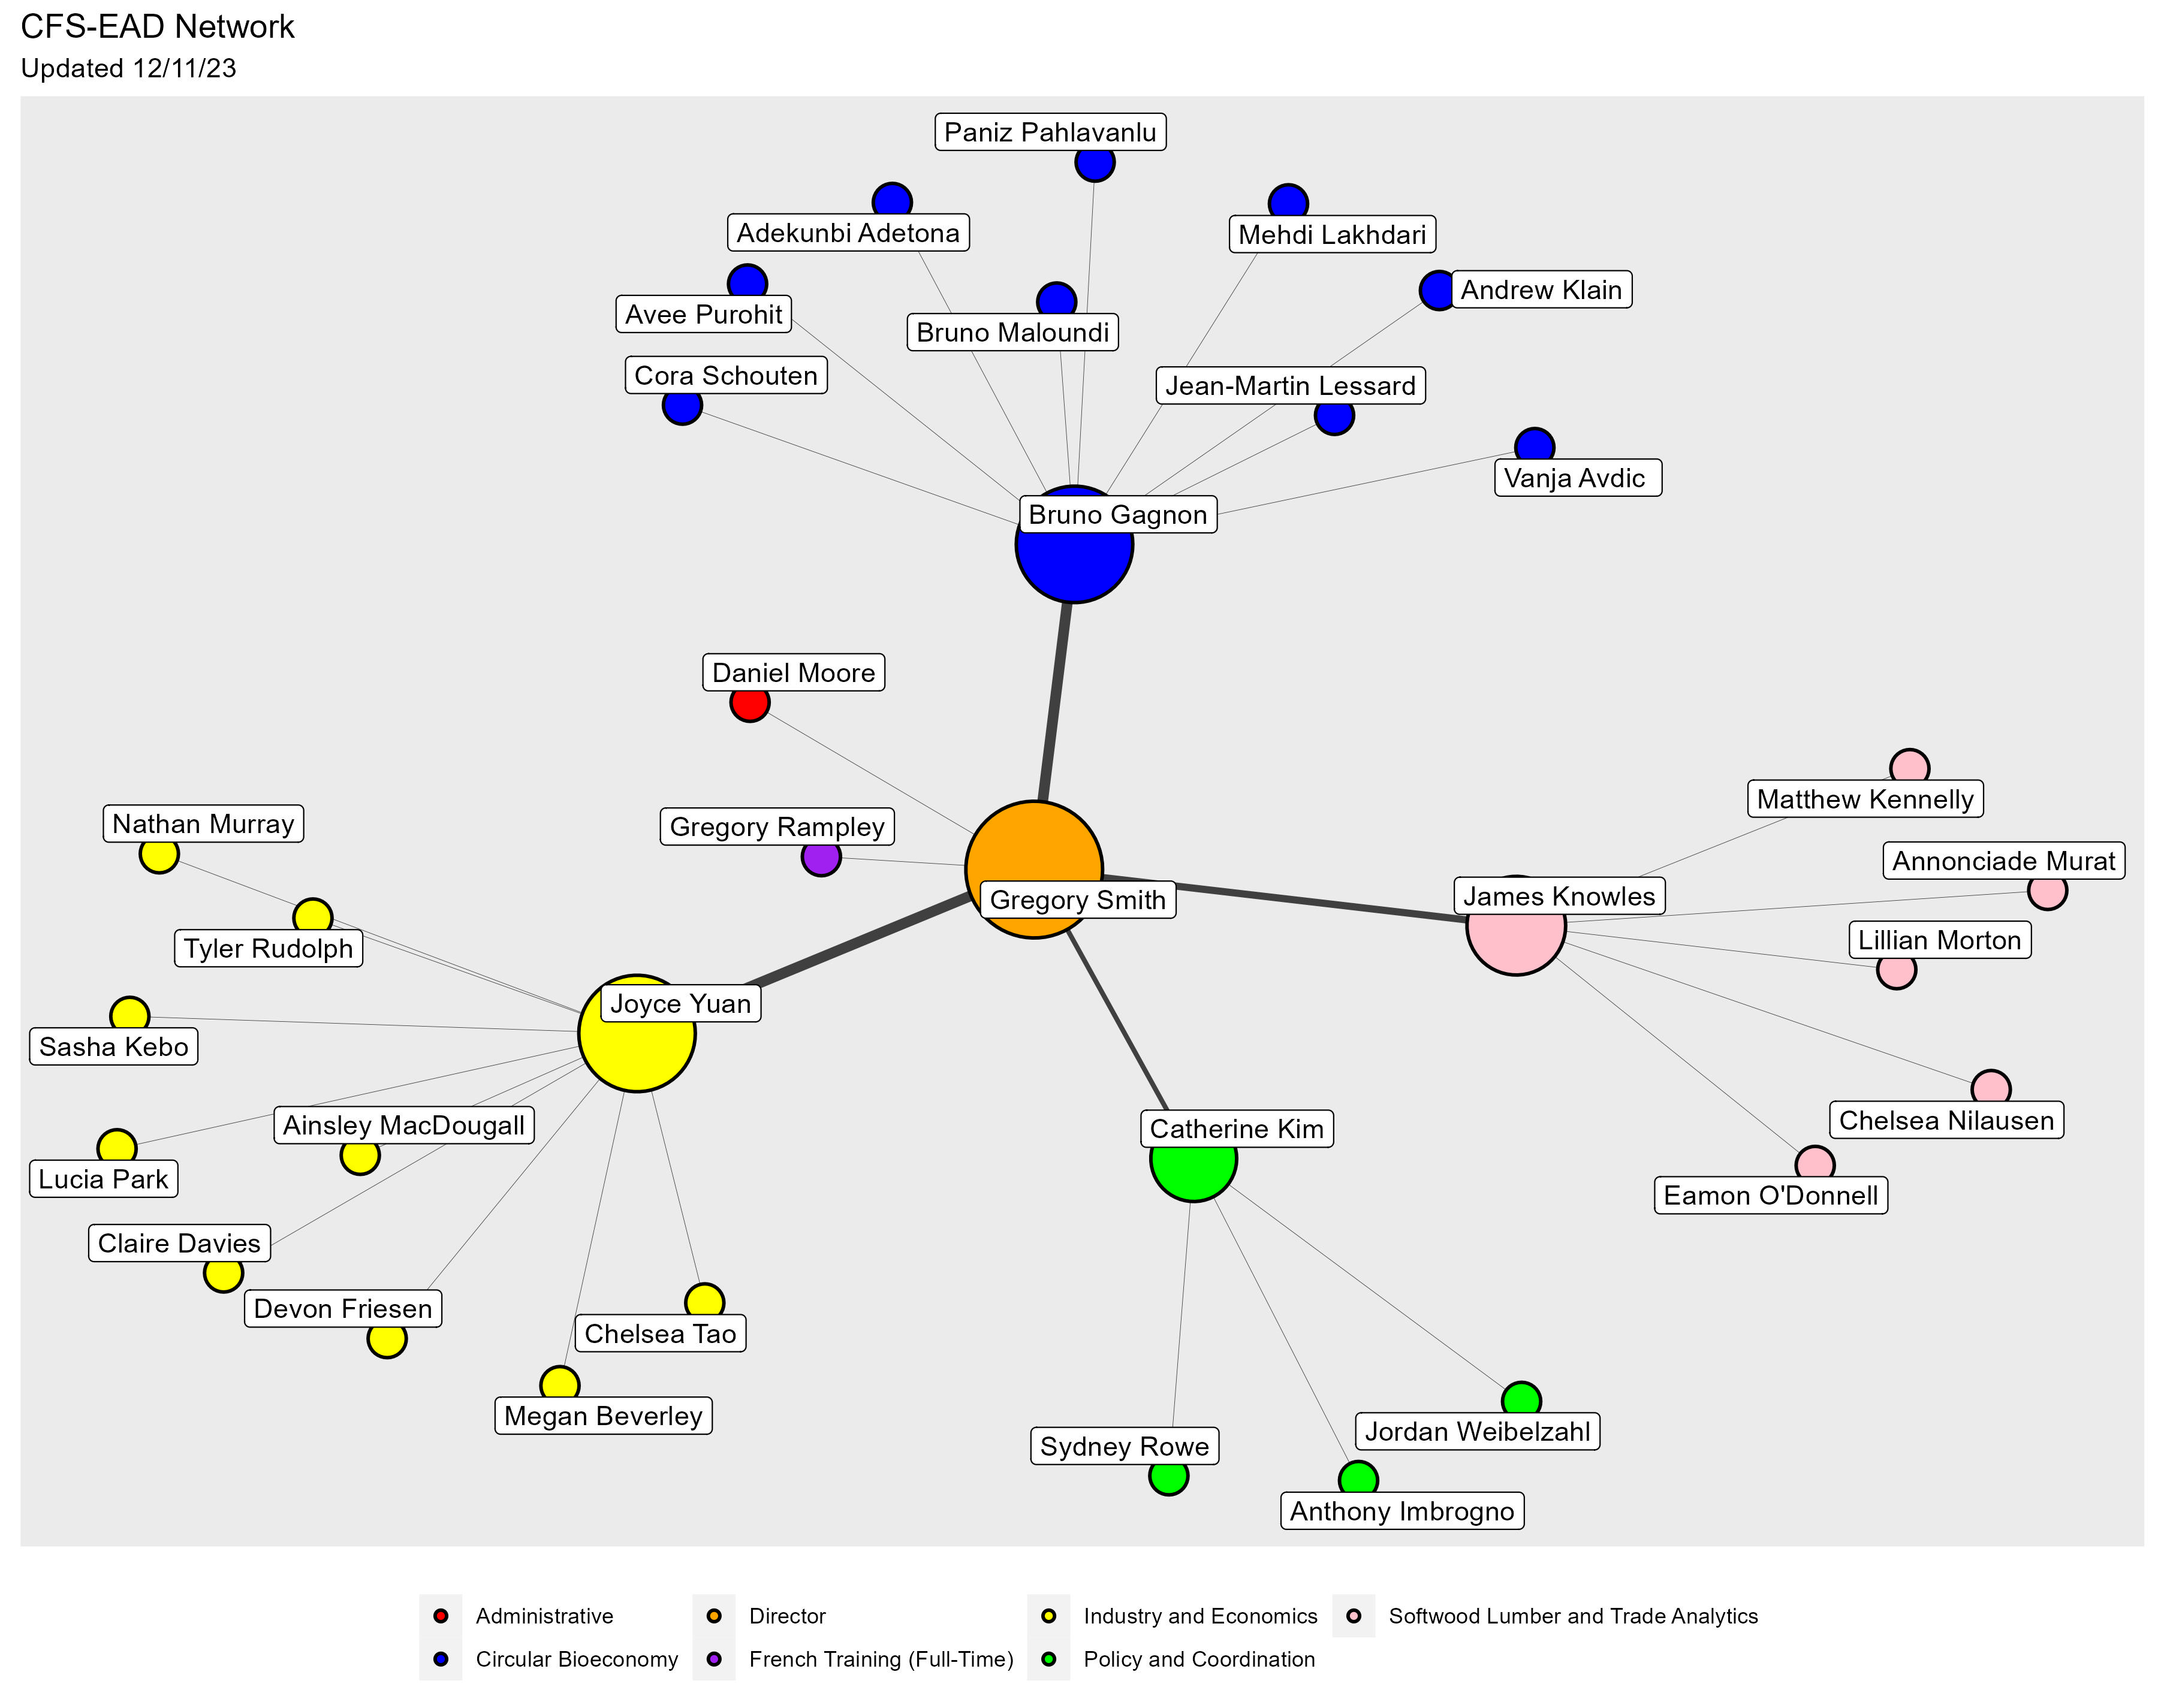 CFS-EAD Network
Updated 12/11/23
Paniz Pahlavanlu
Adekunbi Adetona
Mehdi Lakhdari
Andrew Klain
Avee Purohit
Bruno Maloundi
Cora Schouten
Jean-Martin Lessard
Vanja Avdic
Bruno Gagnon
Daniel Moore
Matthew Kennelly
Nathan Murray
Gregory Rampley
Annonciade Murat
James Knowles
Gregory Smith
Lillian Morton
Tyler Rudolph
Joyce Yuan
Sasha Kebo
Chelsea Nilausen
Ainsley MacDougall
Catherine Kim
Lucia Park
Eamon O'Donnell
Claire Davies
Devon Friesen
Chelsea Tao
Megan Beverley
Jordan Weibelzahl
Sydney Rowe
Anthony Imbrogno
Administrative
Director
Industry and Economics
Softwood Lumber and Trade Analytics
Circular Bioeconomy
French Training (Full-Time)
Policy and Coordination